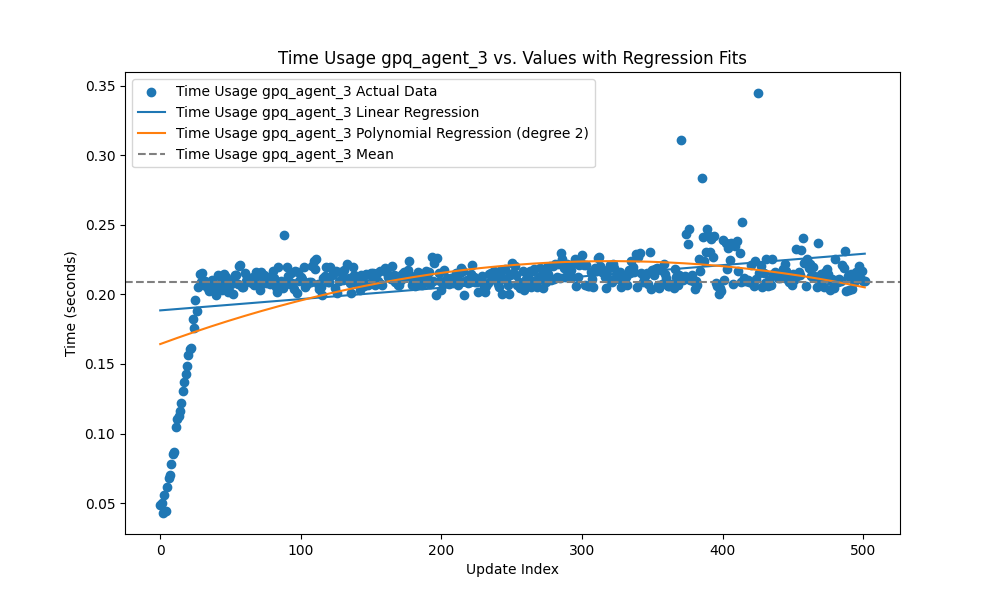 Time Usage gpq_agent_3 vs. Values with Regression Fits
Time Usage gpq_agent_3 Actual Data
Time Usage gpq_agent_3 Linear Regression
Time Usage gpq_agent_3 Polynomial Regression (degree 2)
Time Usage gpq_agent_3 Mean
0.35
0.30
0.25
0.20
0.15
0.10
0.05
Time (seconds)
0 100 200 300 400 500
Update Index